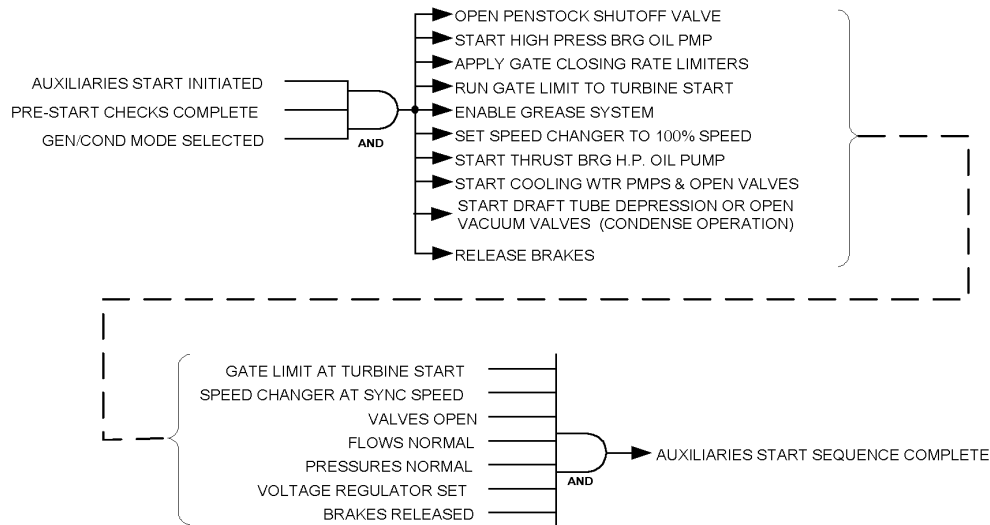 AUXILIARIES START INITIATED
PRE-START CHECKS COMPLETE
GEN/COND MODE SELECTED
AND
OPEN PENSTOCK SHUTOFF VALVE
START HIGH PRESS BRG OIL PMP
APPLY GATE CLOSING RATE LIMITERS
RUN GATE LIMIT TO TURBINE START
ENABLE GREASE SYSTEM
SET SPEED CHANGER TO 100% SPEED
START THRUST BRG H.P. OIL PUMP
START COOLING WTR PMPS & OPEN VALVES
START DRAFT TUBE DEPRESSION OR OPEN
VACUUM VALVES (CONDENSE OPERATION)
RELEASE BRAKES
GATE LIMIT AT TURBINE START
SPEED CHANGER AT SYNC SPEED
VALVES OPEN
FLOWS NORMAL
PRESSURES NORMAL
VOLTAGE REGULATOR SET
BRAKES RELEASED
AND
AUXILIARIES START SEQUENCE COMPLETE